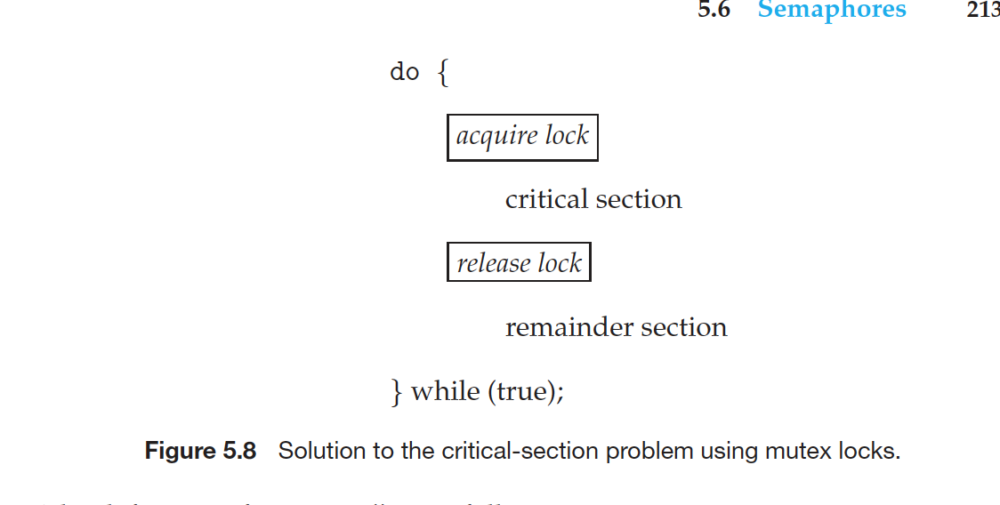 5.6 Semaphores 213
do {
acquire lock
critical section
release lock
remainder section
} while (true);
Figure 5.8 Solution to the critical-section problem using mutex locks.